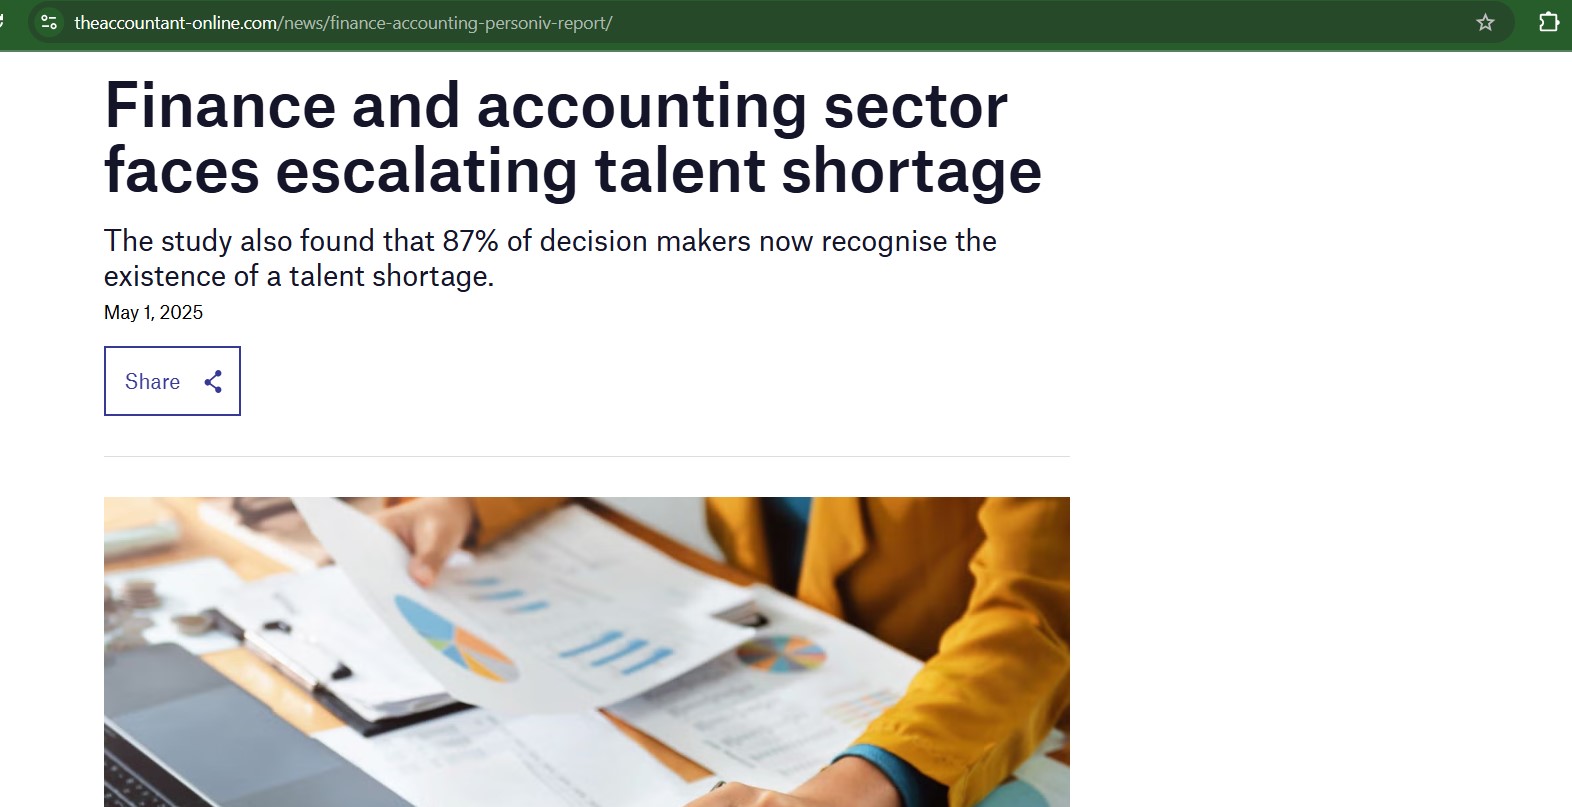 theaccountant-online.com/news/finance-accounting-personiv-report/
Finance and accounting sector
faces escalating talent shortage
The study also found that 87% of decision makers now recognise the
existence of a talent shortage.
May 1, 2025
Share